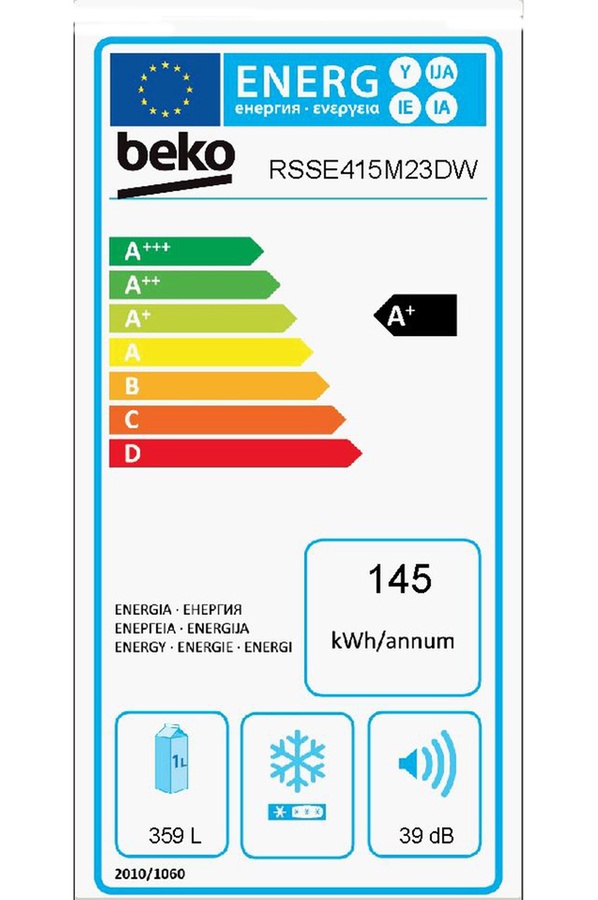 ENERG Y IJA
IE IA
енергия · ενεργεια
beko
RSSE415M23DW
A+++
A++
A+
A+
A
B
C
D
145
kWh/annum
ENERGIA · ЕНЕРГИЯ
ΕΝΕΡΓΕΙΑ · ENERGIJA
ENERGY · ENERGIE · ENERGI
1L
359 L
39 dB
2010/1060